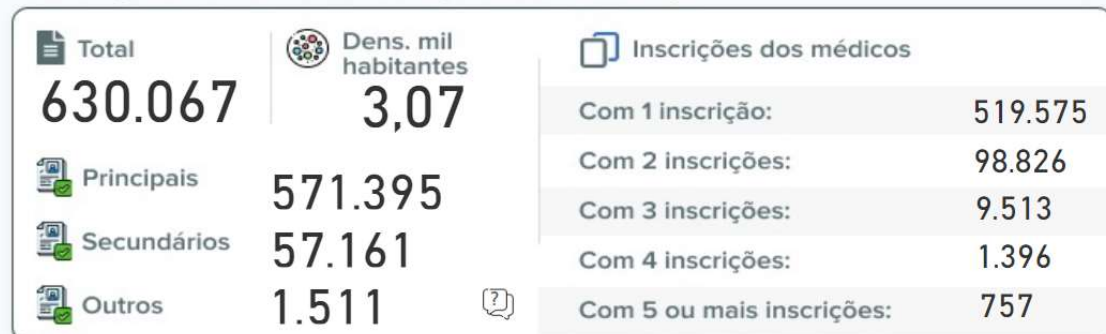 Total
630.067
Dens. mil
habitantes
3,07
Principais 571.395
Secundários 57.161
Outros 1.511
?
Inscrições dos médicos
Com 1 inscrição: 519.575
Com 2 inscrições: 98.826
Com 3 inscrições: 9.513
Com 4 inscrições: 1.396
Com 5 ou mais inscrições: 757